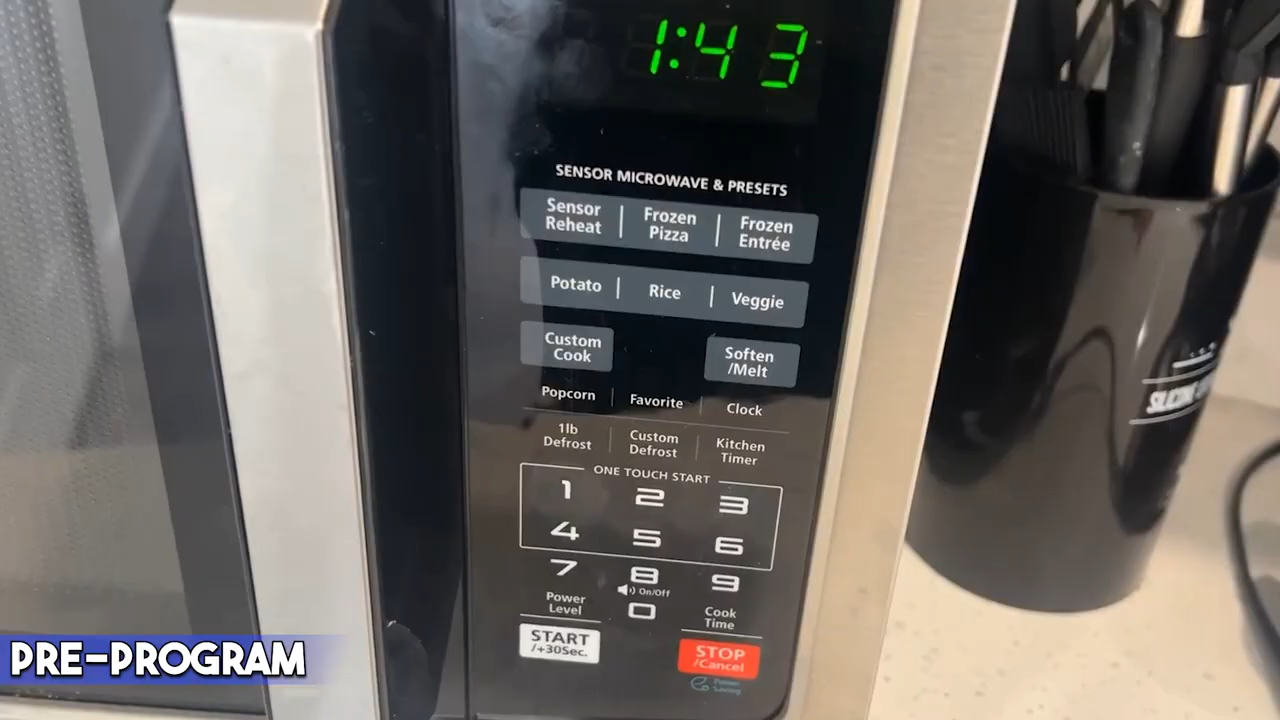 1:43
SENSOR MICROWAVE & PRESETS
Sensor Reheat | Frozen Pizza | Frozen Entrée
Potato | Rice | Veggie
Custom Cook
Soften /Melt
Popcorn | Favorite | Clock
1lb Defrost | Custom Defrost | Kitchen Timer
ONE TOUCH START
1 2 3
4 5 6
7 8 9
On/Off
Power Level 0 Cook Time
START /+30Sec.
STOP /Cancel
Power Saving
PRE-PROGRAM